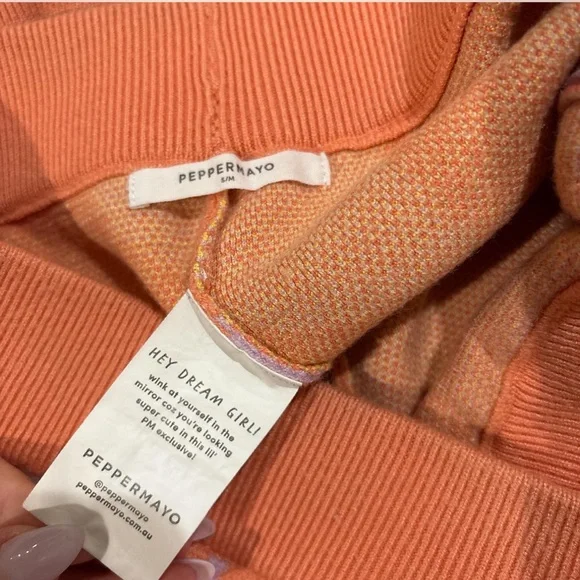 PEPPERMAYO
S/M
HEY DREAM GIRL!
wink at yourself in the
mirror coz you're looking
super cute in this lil'
PM exclusive!
PEPPERMAYO
@peppermayo
peppermayo.com.au